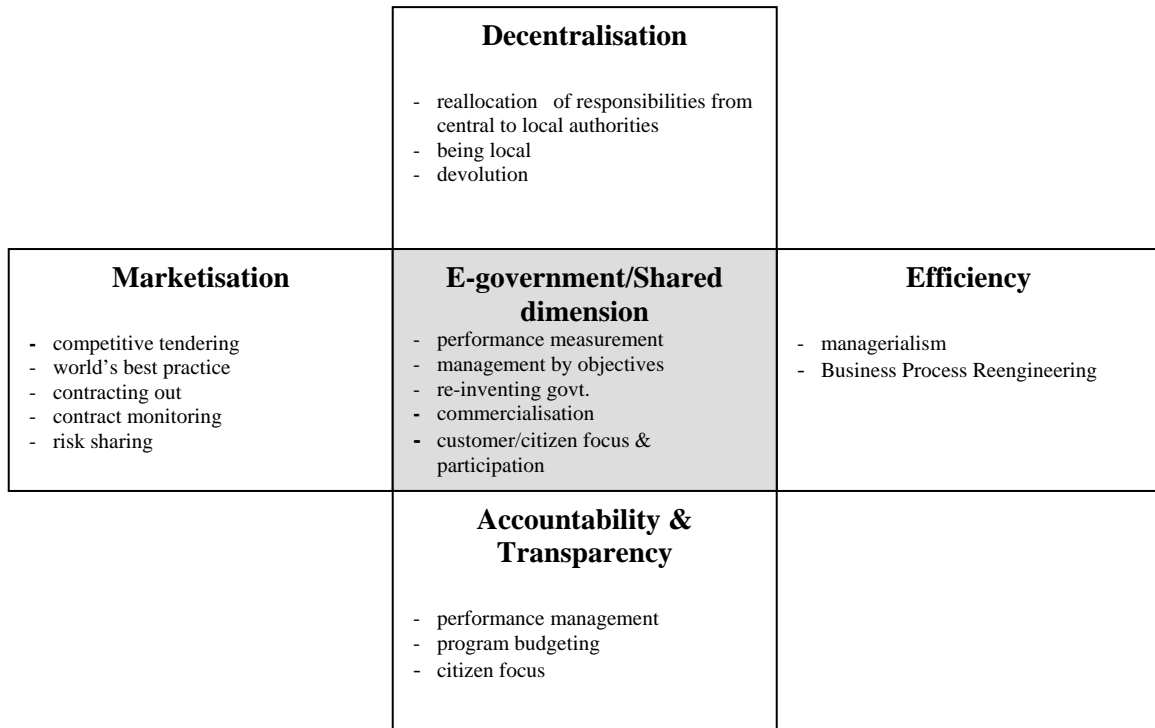 Decentralisation
- reallocation of responsibilities from
central to local authorities
- being local
- devolution
Marketisation
- competitive tendering
- world's best practice
- contracting out
- contract monitoring
- risk sharing
E-government/Shared
dimension
- performance measurement
- management by objectives
- re-inventing govt.
- commercialisation
- customer/citizen focus &
participation
Efficiency
- managerialism
- Business Process Reengineering
Accountability &
Transparency
- performance management
- program budgeting
- citizen focus